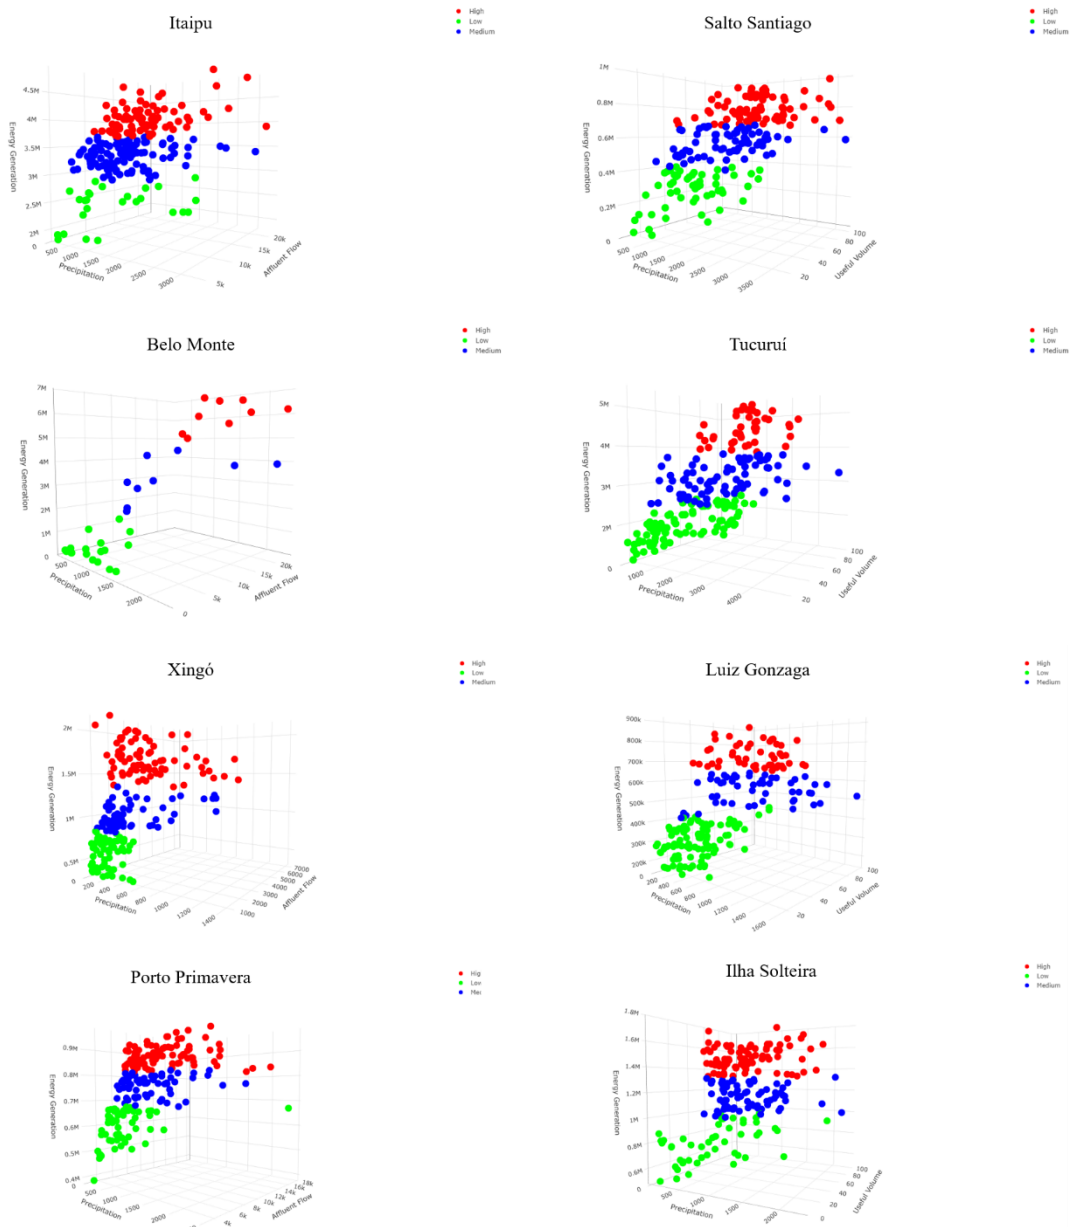 Itaipu
High
Low
Medium
4.5M
4M
3.5M
3M
2.5M
2M
Energy Generation
0
500
1000
1500
2000
2500
3000
Precipitation
5k
10k
15k
20k
Affluent Flow
Salto Santiago
High
Low
Medium
1M
0.8M
0.6M
0.4M
0.2M
Energy Generation
0
500
1000
1500
2000
2500
3000
3500
Precipitation
20
40
60
80
100
Useful Volume
Belo Monte
High
Low
Medium
7M
6M
5M
4M
3M
2M
1M
0
Energy Generation
500
1000
1500
2000
Precipitation
0
5k
10k
15k
20k
Affluent Flow
Tucuruí
High
Low
Medium
5M
4M
3M
2M
Energy Generation
0
1000
2000
3000
4000
Precipitation
20
40
60
80
100
Useful Volume
Xingó
High
Low
Medium
2M
1.5M
1M
0.5M
Energy Generation
0
200
400
600
800
1000
1200
1400
Precipitation
1000
2000
3000
4000
5000
6000
7000
Affluent Flow
Luiz Gonzaga
High
Low
Medium
900k
800k
700k
600k
500k
400k
300k
200k
Energy Generation
0
200
400
600
800
1000
1200
1400
1600
Precipitation
20
40
60
80
100
Useful Volume
Porto Primavera
Hig
Lov
Me
0.9M
0.8M
0.7M
0.6M
0.5M
0.4M
Energy Generation
0
500
1000
1500
2000
Precipitation
4k
6k
8k
10k
12k
14k
16k
18k
Affluent Flow
Ilha Solteira
High
Low
Medium
1.8M
1.6M
1.4M
1.2M
1M
0.8M
0.6M
Energy Generation
0
500
1000
1500
2000
Precipitation
0
20
40
60
80
100
Useful Volume